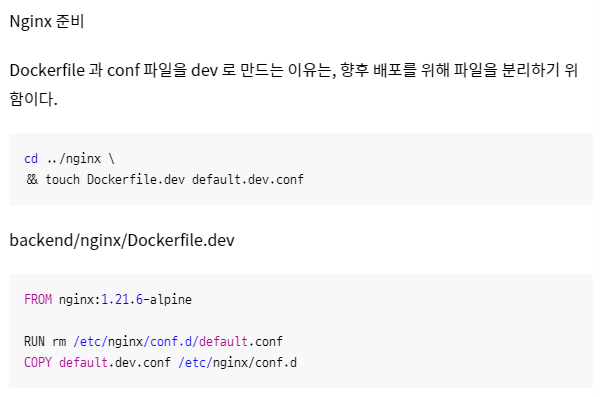 Nginx 준비
Dockerfile 과 conf 파일을 dev 로 만드는 이유는, 향후 배포를 위해 파일을 분리하기 위
함이다.
cd ../nginx \
&& touch Dockerfile.dev default.dev.conf
backend/nginx/Dockerfile.dev
FROM nginx:1.21.6-alpine
RUN rm /etc/nginx/conf.d/default.conf
COPY default.dev.conf /etc/nginx/conf.d